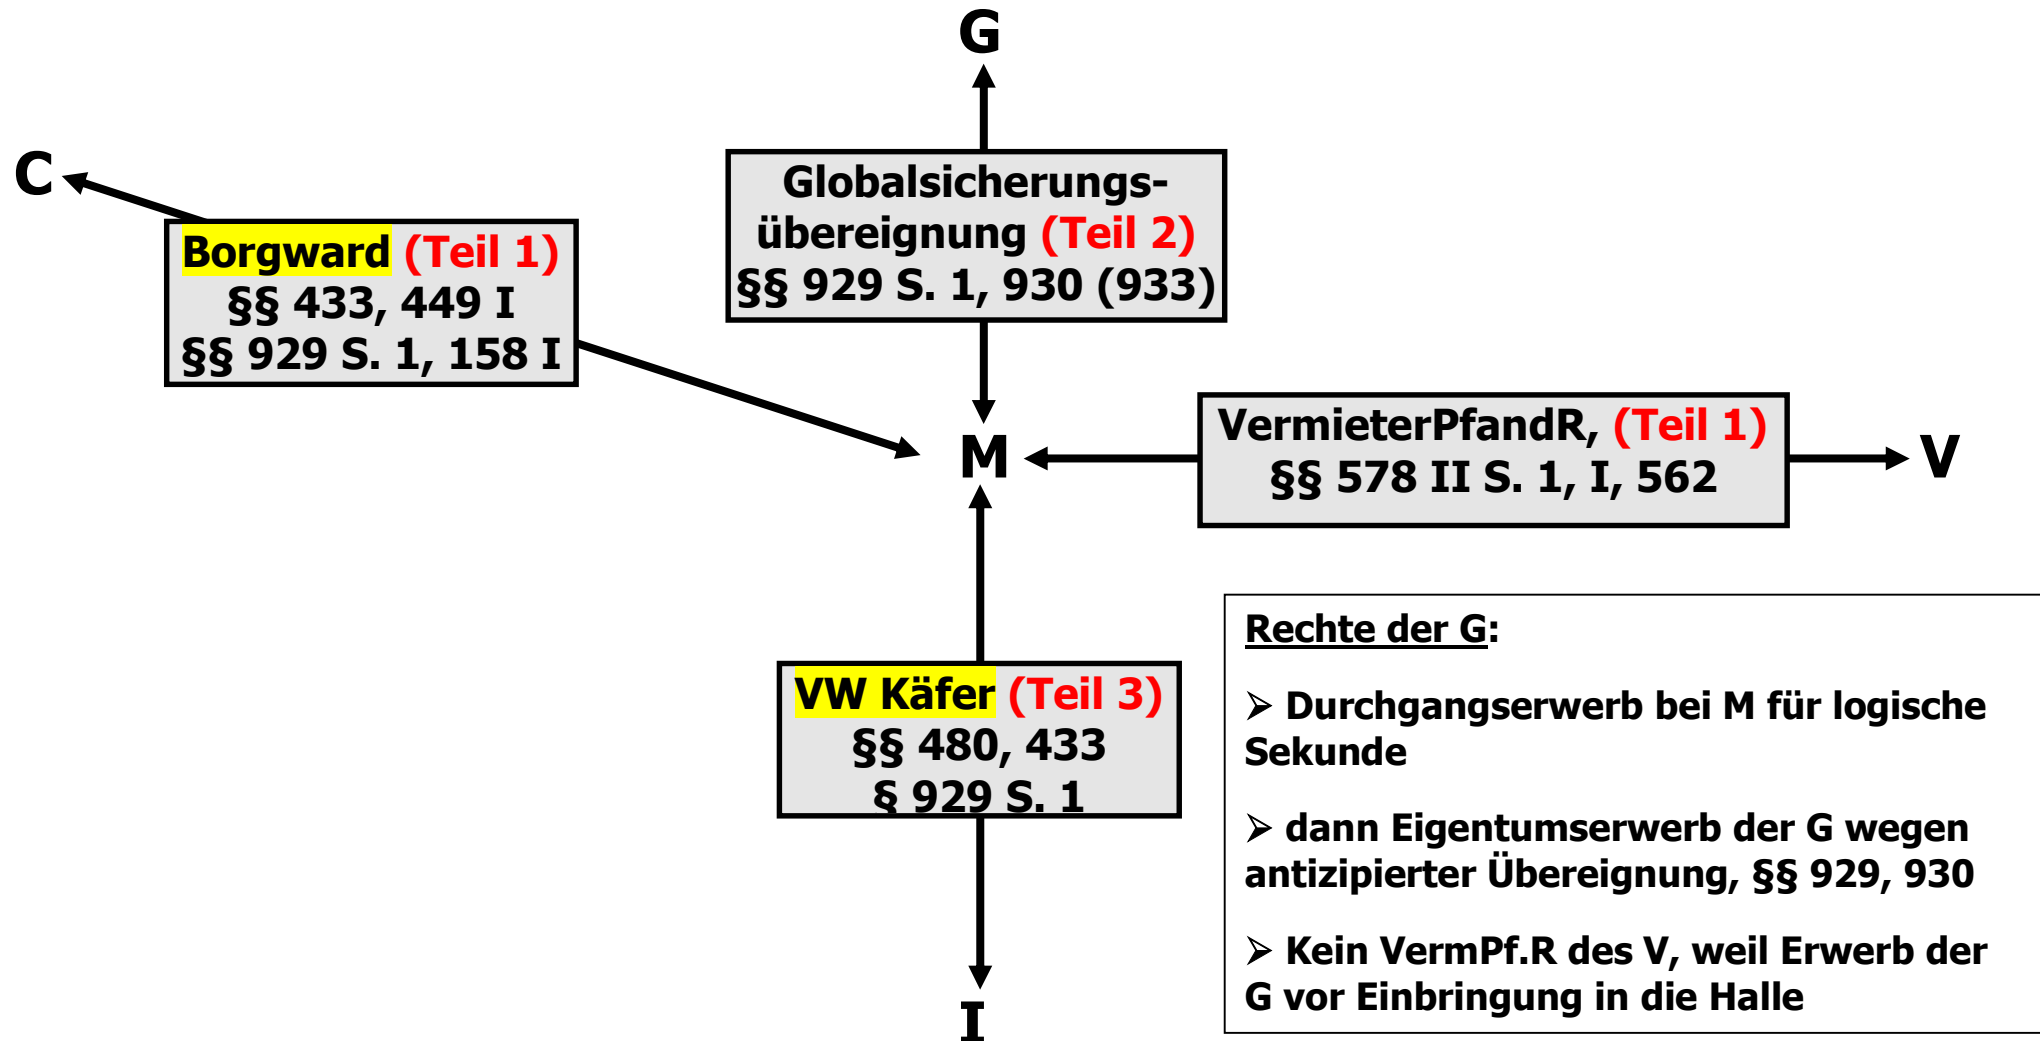 G
C
Globalsicherungs-
übereignung (Teil 2)
§§ 929 S. 1, 930 (933)
Borgward (Teil 1)
§§ 433, 449 I
§§ 929 S. 1, 158 I
M
VermieterPfandR, (Teil 1)
§§ 578 II S. 1, I, 562
V
VW Käfer (Teil 3)
§§ 480, 433
§ 929 S. 1
I
Rechte der G:
➢ Durchgangserwerb bei M für logische
Sekunde
➢ dann Eigentumserwerb der G wegen
antizipierter Übereignung, §§ 929, 930
➢ Kein VermPf.R des V, weil Erwerb der
G vor Einbringung in die Halle